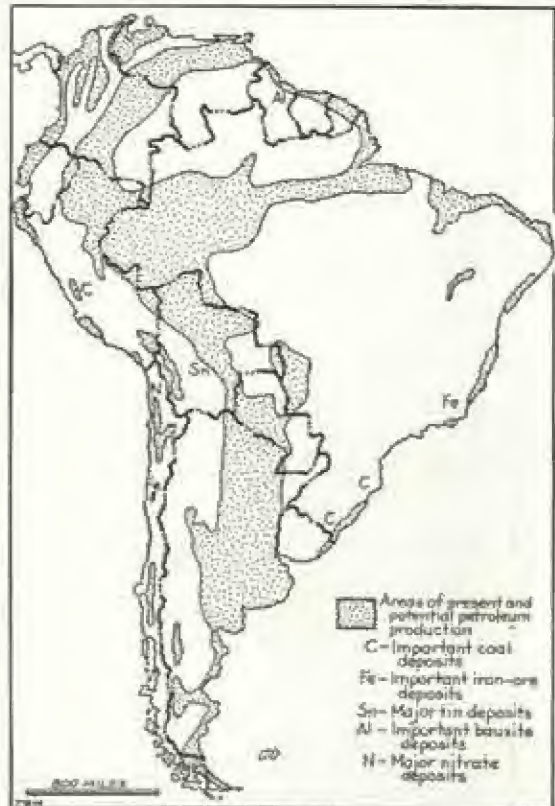 Al
C
Sn
Fe
C
C
Areas of present and
potential petroleum
production
C-Important coal
deposits
Fe-Important iron-ore
deposits
Sn-Major tin deposits
Al-Important bauxite
deposits
N-Major nitrate
deposits
800 MILES